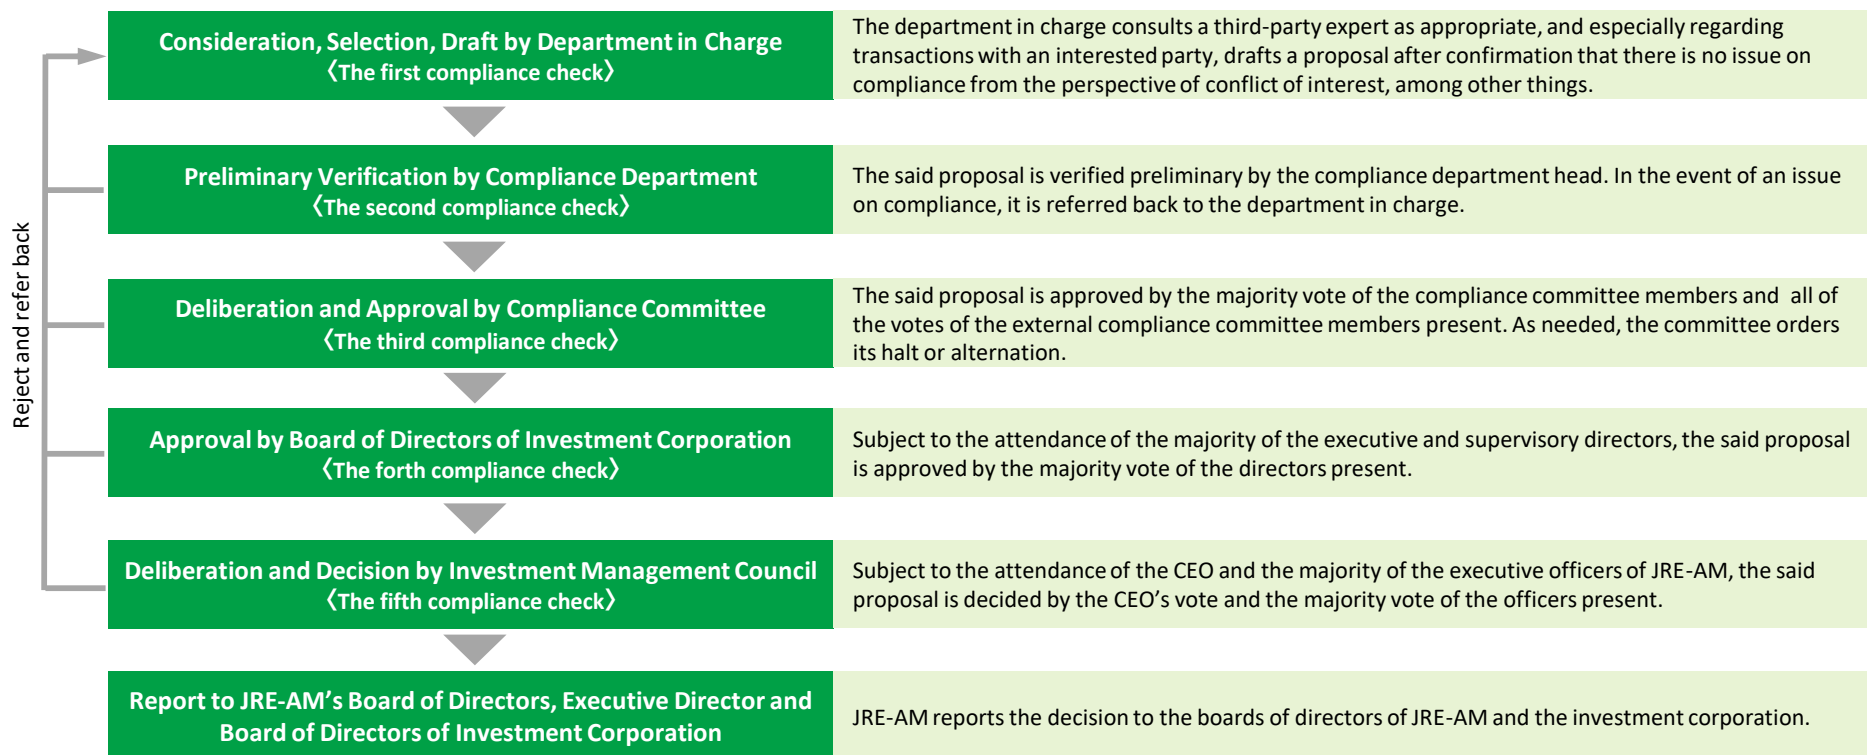 Consideration, Selection, Draft by Department in Charge
〈The first compliance check〉
The department in charge consults a third-party expert as appropriate, and especially regarding
transactions with an interested party, drafts a proposal after confirmation that there is no issue on
compliance from the perspective of conflict of interest, among other things.
Preliminary Verification by Compliance Department
〈The second compliance check〉
The said proposal is verified preliminary by the compliance department head. In the event of an issue
on compliance, it is referred back to the department in charge.
Reject and refer back
Deliberation and Approval by Compliance Committee
〈The third compliance check〉
The said proposal is approved by the majority vote of the compliance committee members and all of
the votes of the external compliance committee members present. As needed, the committee orders
its halt or alternation.
Approval by Board of Directors of Investment Corporation
〈The forth compliance check〉
Subject to the attendance of the majority of the executive and supervisory directors, the said proposal
is approved by the majority vote of the directors present.
Deliberation and Decision by Investment Management Council
〈The fifth compliance check〉
Subject to the attendance of the CEO and the majority of the executive officers of JRE-AM, the said
proposal is decided by the CEO’s vote and the majority vote of the officers present.
Report to JRE-AM’s Board of Directors, Executive Director and
Board of Directors of Investment Corporation
JRE-AM reports the decision to the boards of directors of JRE-AM and the investment corporation.